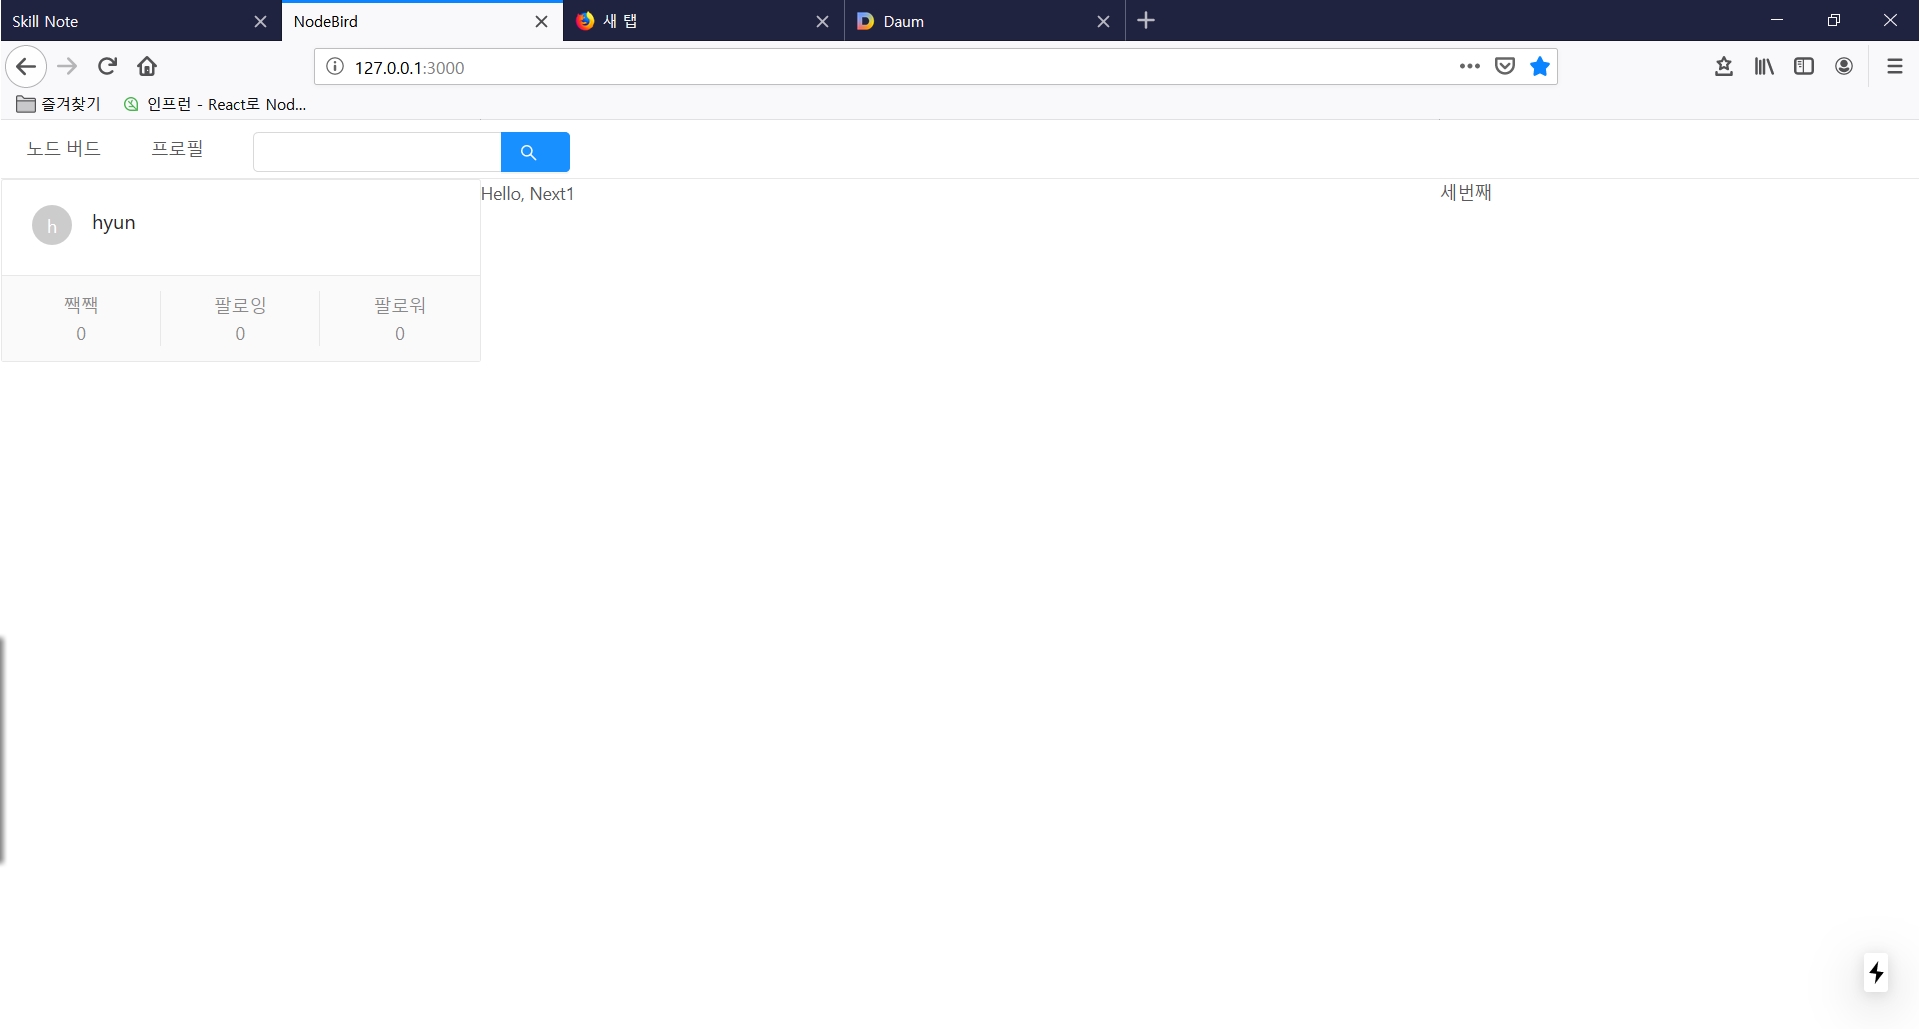 Skill Note
NodeBird
새 탭
Daum
127.0.0.1:3000
즐겨찾기
인프런 - React로 Nod...
노드 버드
프로필
h
hyun
Hello, Next1
세번째
짹짹
0
팔로잉
0
팔로워
0